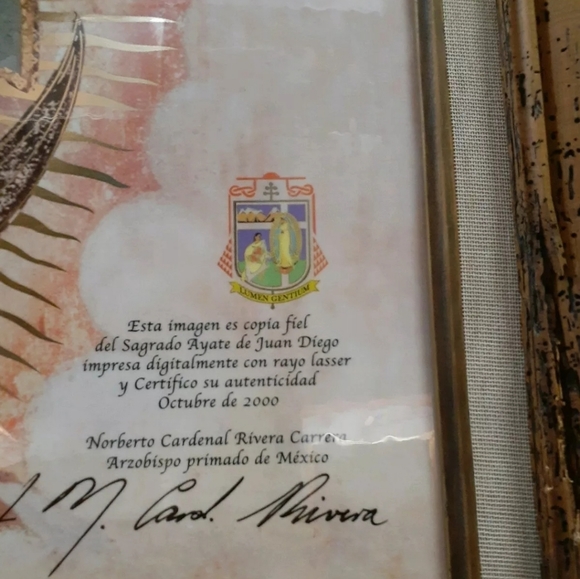 LUMEN GENTIUM
Esta imagen es copia fiel
del Sagrado Ayate de Juan Diego
impresa digitalmente con rayo lasser
y Certifico su autenticidad
Octubre de 2000
Norberto Cardenal Rivera Carrera
Arzobispo primado de México
M. Card. Rivera